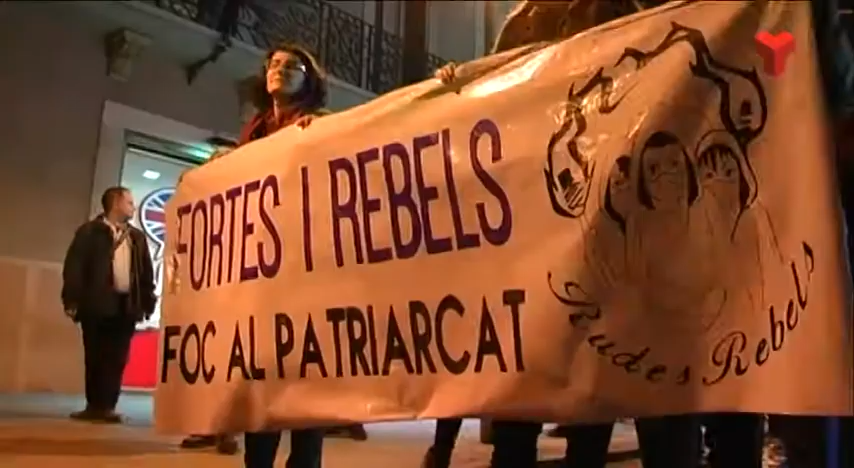 FORTES I REBELS
FOC AL PATRIARCAT
Rudes Rebels